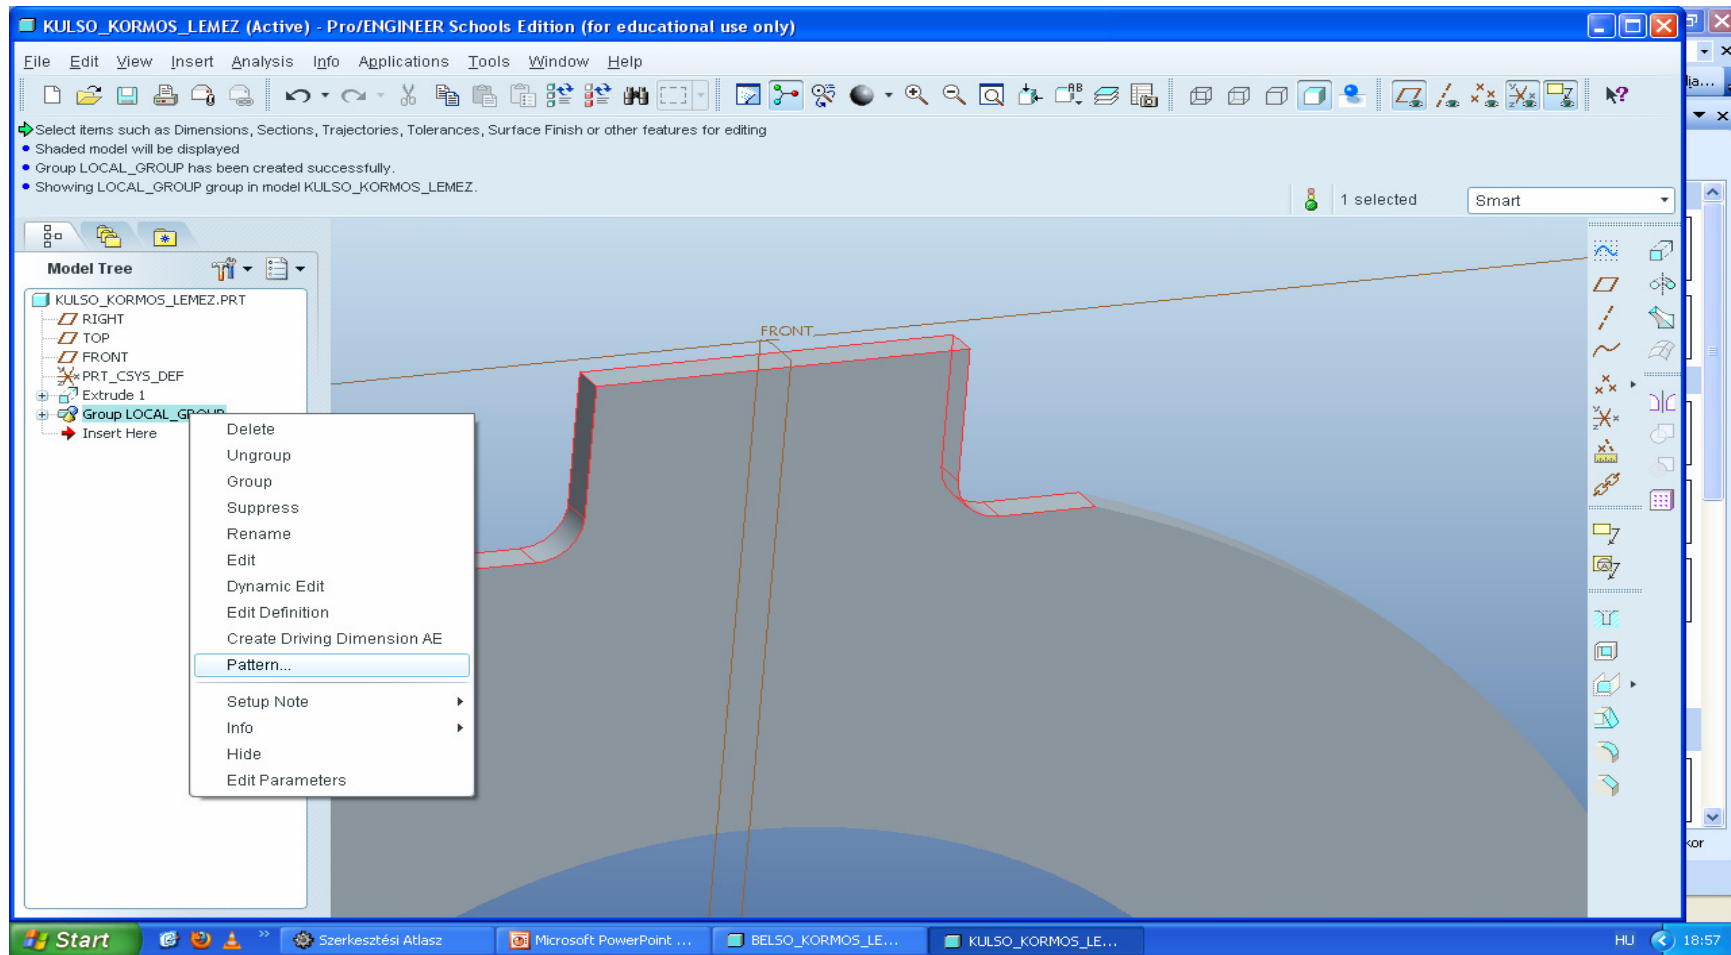 KULSO_KORMOS_LEMEZ (Active) - Pro/ENGINEER Schools Edition (for educational use only)
File Edit View Insert Analysis Info Applications Tools Window Help
Select items such as Dimensions, Sections, Trajectories, Tolerances, Surface Finish or other features for editing
Shaded model will be displayed
Group LOCAL_GROUP has been created successfully.
Showing LOCAL_GROUP group in model KULSO_KORMOS_LEMEZ.
1 selected
Smart
Model Tree
KULSO_KORMOS_LEMEZ.PRT
RIGHT
TOP
FRONT
PRT_CSYS_DEF
Extrude 1
Group LOCAL_GROUP
Insert Here
Delete
Ungroup
Group
Suppress
Rename
Edit
Dynamic Edit
Edit Definition
Create Driving Dimension AE
Pattern...
Setup Note
Info
Hide
Edit Parameters
FRONT
Start
Szerkesztési Atlasz
Microsoft PowerPoint ...
BELSO_KORMOS_LE...
KULSO_KORMOS_LE...
HU
18:57